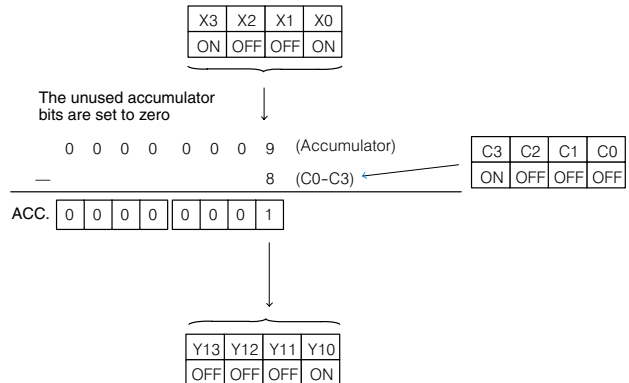 X3 X2 X1 X0
ON OFF OFF ON
The unused accumulator
bits are set to zero
0 0 0 0 0 0 0 9 (Accumulator)
— 8 (C0-C3)
C3 C2 C1 C0
ON OFF OFF OFF
ACC. 0 0 0 0 0 0 0 1
Y13 Y12 Y11 Y10
OFF OFF OFF ON